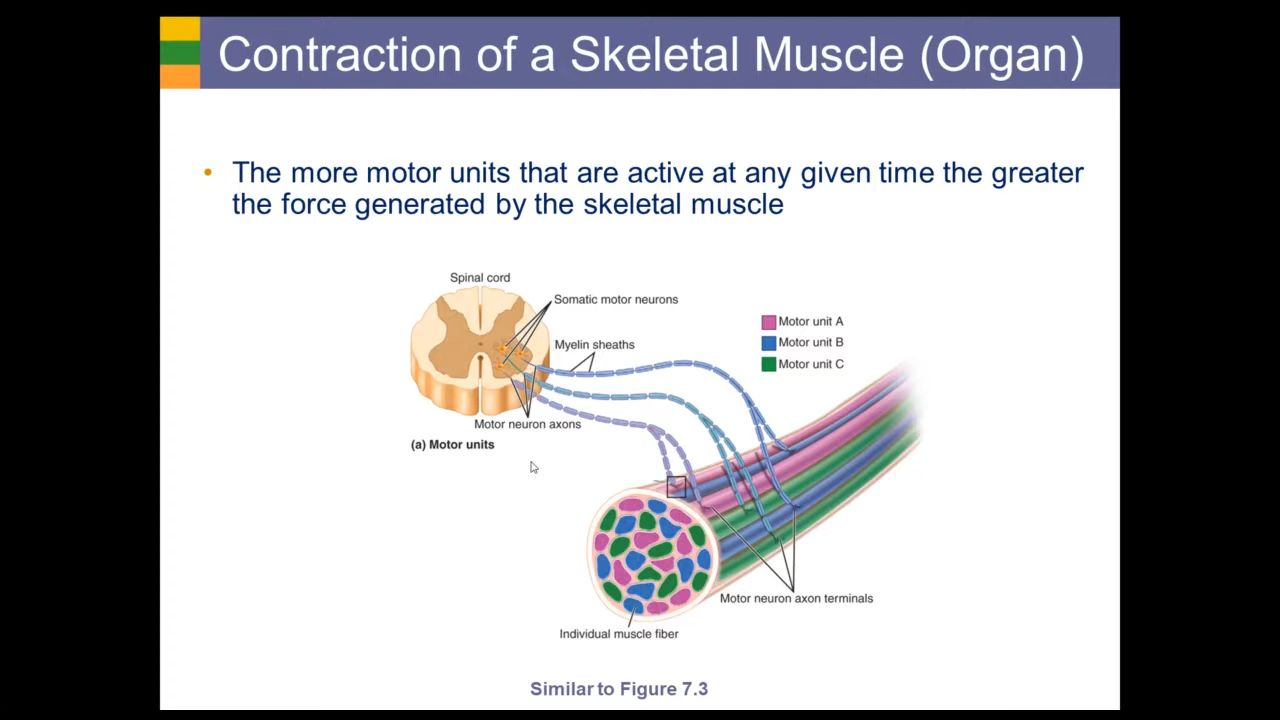 Contraction of a Skeletal Muscle (Organ)
• The more motor units that are active at any given time the greater
the force generated by the skeletal muscle
Spinal cord
Somatic motor neurons
Motor unit A
Myelin sheaths
Motor unit B
Motor unit C
Motor neuron axons
(a) Motor units
Motor neuron axon terminals
Individual muscle fiber
Similar to Figure 7.3